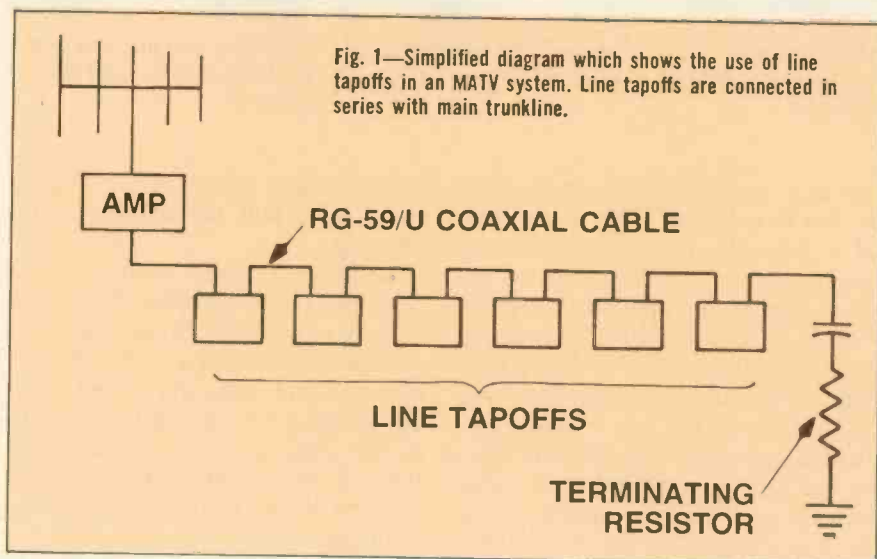 Fig. 1—Simplified diagram which shows the use of line
tapoffs in an MATV system. Line tapoffs are connected in
series with main trunkline.
AMP
RG-59/U COAXIAL CABLE
LINE TAPOFFS
TERMINATING
RESISTOR